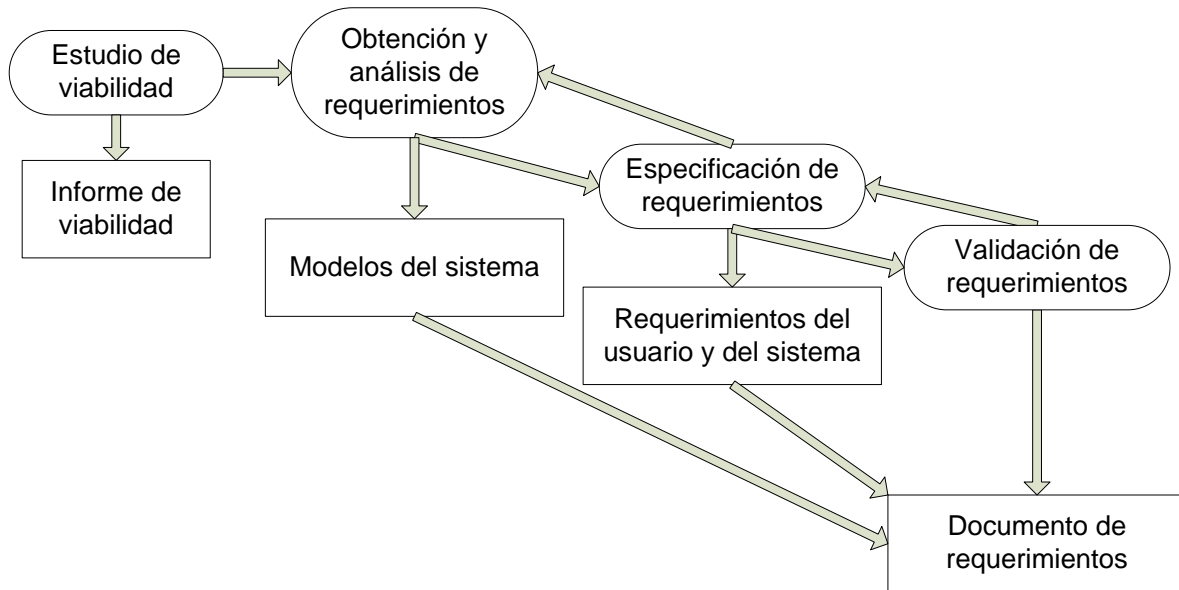 Estudio de
viabilidad
Obtención y
análisis de
requerimientos
Informe de
viabilidad
Especificación de
requerimientos
Modelos del sistema
Validación de
requerimientos
Requerimientos del
usuario y del sistema
Documento de
requerimientos